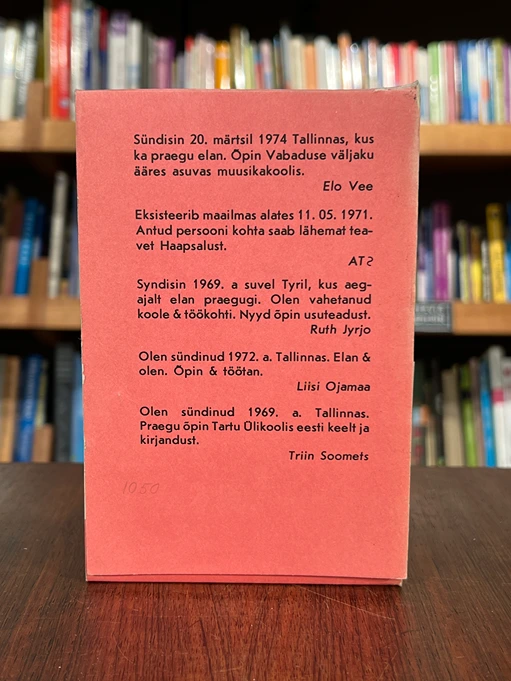 Sündisin 20. märtsil 1974 Tallinnas, kus
ka praegu elan. Õpin Vabaduse väljaku
ääres asuvas muusikakoolis.
Elo Vee
Eksisteerib maailmas alates 11. 05. 1971.
Antud persooni kohta saab lähemat tea-
vet Haapsalust.
ATS
Syndisin 1969. a suvel Tyril, kus aeg-
ajalt elan praegugi. Olen vahetanud
koole & töökohti. Nyyd õpin usuteadust.
Ruth Jyrjo
Olen sündinud 1972. a. Tallinnas. Elan &
olen. Õpin & töötan.
Liisi Ojamaa
Olen sündinud 1969. a. Tallinnas.
Praegu õpin Tartu Ülikoolis eesti keelt ja
kirjandust.
Triin Soomets
1050